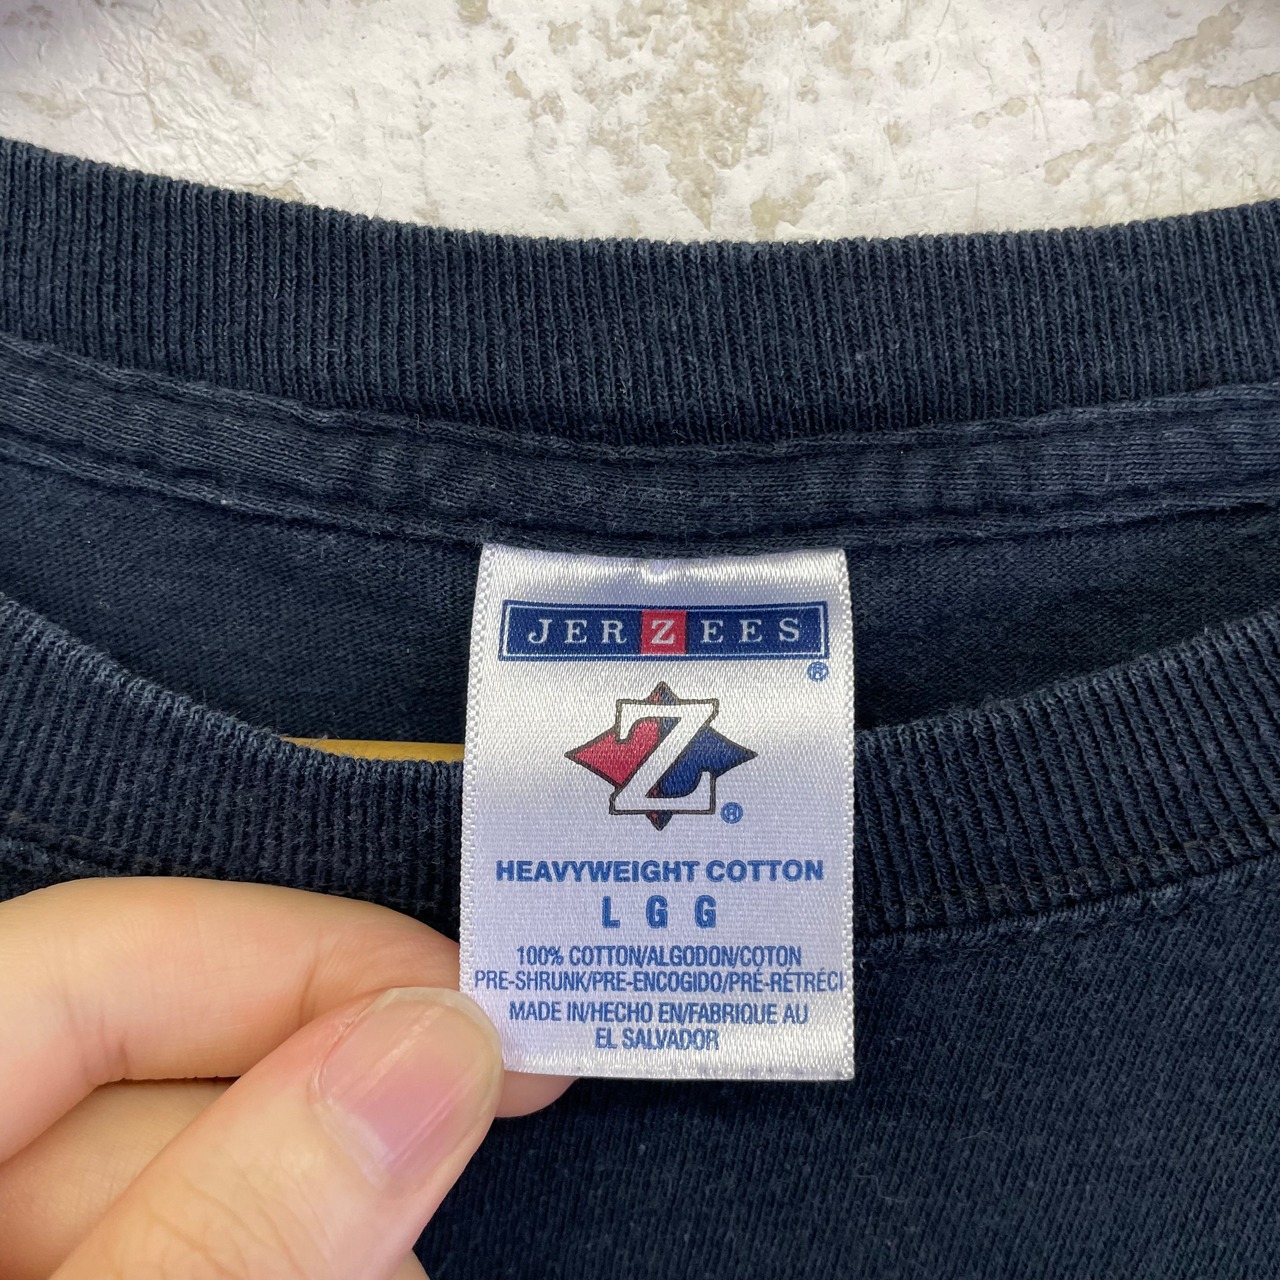 JERZEES
®
Z
®
HEAVYWEIGHT COTTON
L G G
100% COTTON/ALGODON/COTON
PRE-SHRUNK/PRE-ENCOGIDO/PRÉ-RÉTRÉCI
MADE IN/HECHO EN/FABRIQUE AU
EL SALVADOR